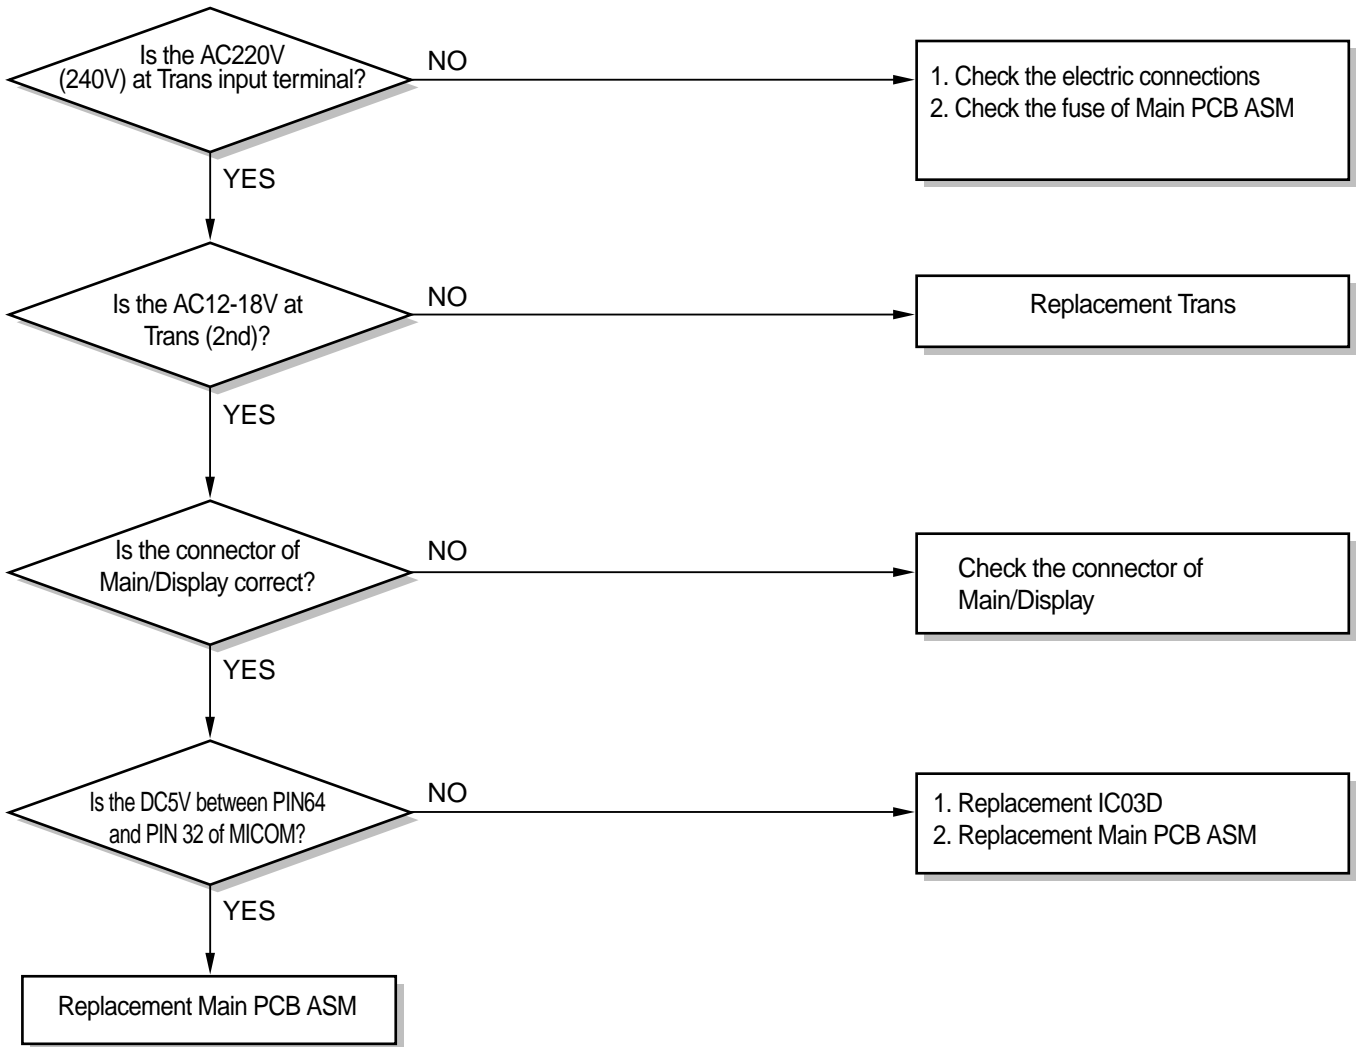 Is the AC220V
(240V) at Trans input terminal?
NO
1. Check the electric connections
2. Check the fuse of Main PCB ASM
YES
Is the AC12-18V at
Trans (2nd)?
NO
Replacement Trans
YES
Is the connector of
Main/Display correct?
NO
Check the connector of
Main/Display
YES
Is the DC5V between PIN64
and PIN 32 of MICOM?
NO
1. Replacement IC03D
2. Replacement Main PCB ASM
YES
Replacement Main PCB ASM